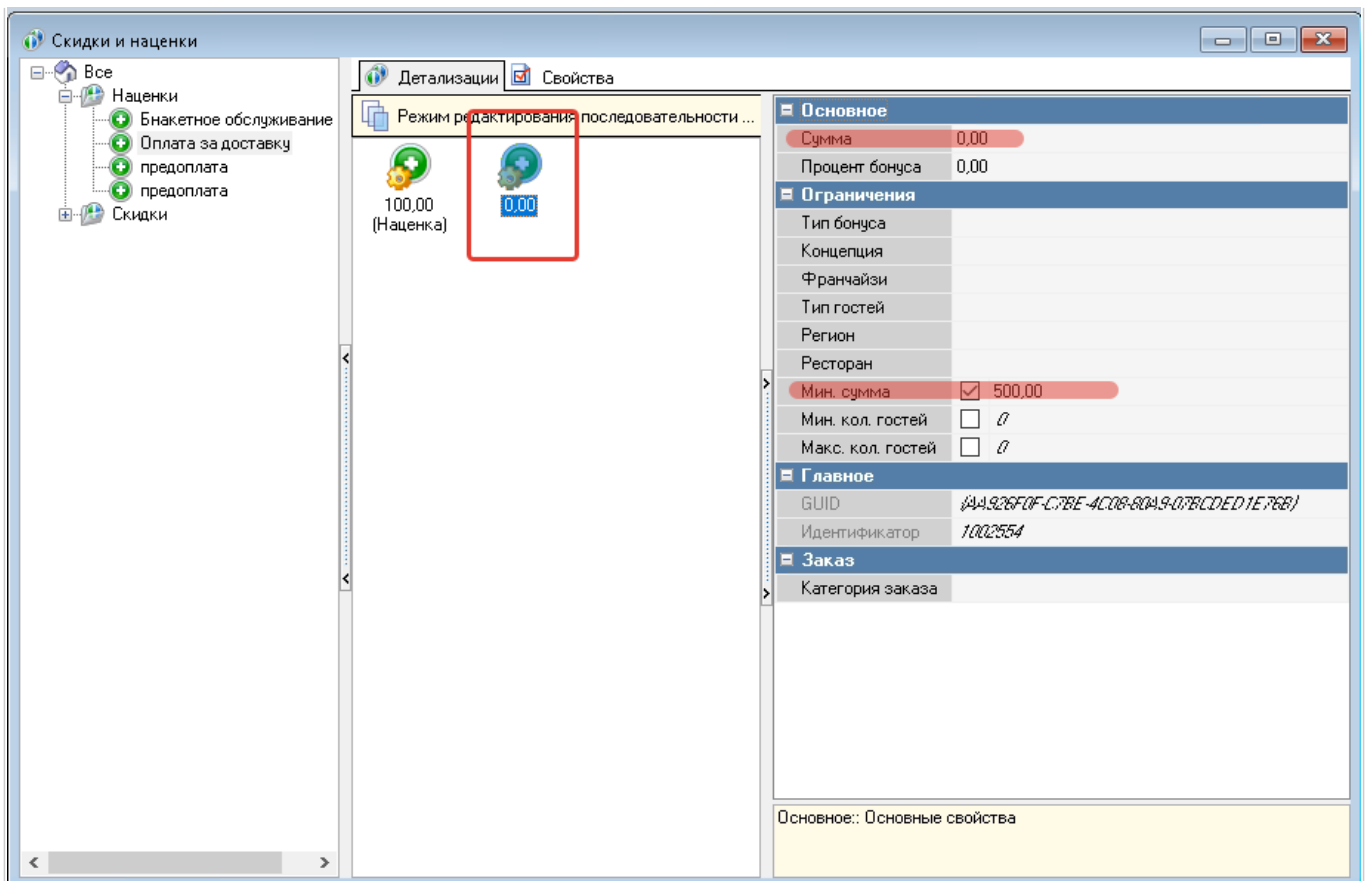 Скидки и наценки
Все
Наценки
Бнакетное обслуживание
Оплата за доставку
предоплата
предоплата
Скидки
Детализации
Свойства
Режим редактирования последовательности ...
100,00
(Наценка)
0,00
Основное
Сумма 0,00
Процент бонуса 0,00
Ограничения
Тип бонуса
Концепция
Франчайзи
Тип гостей
Регион
Ресторан
Мин. сумма 500,00
Мин. кол. гостей 0
Макс. кол. гостей 0
Главное
GUID {AA926F0F-C7BE-4C08-80A9-07BCDED1E76B}
Идентификатор 1002554
Заказ
Категория заказа
Основное:: Основные свойства